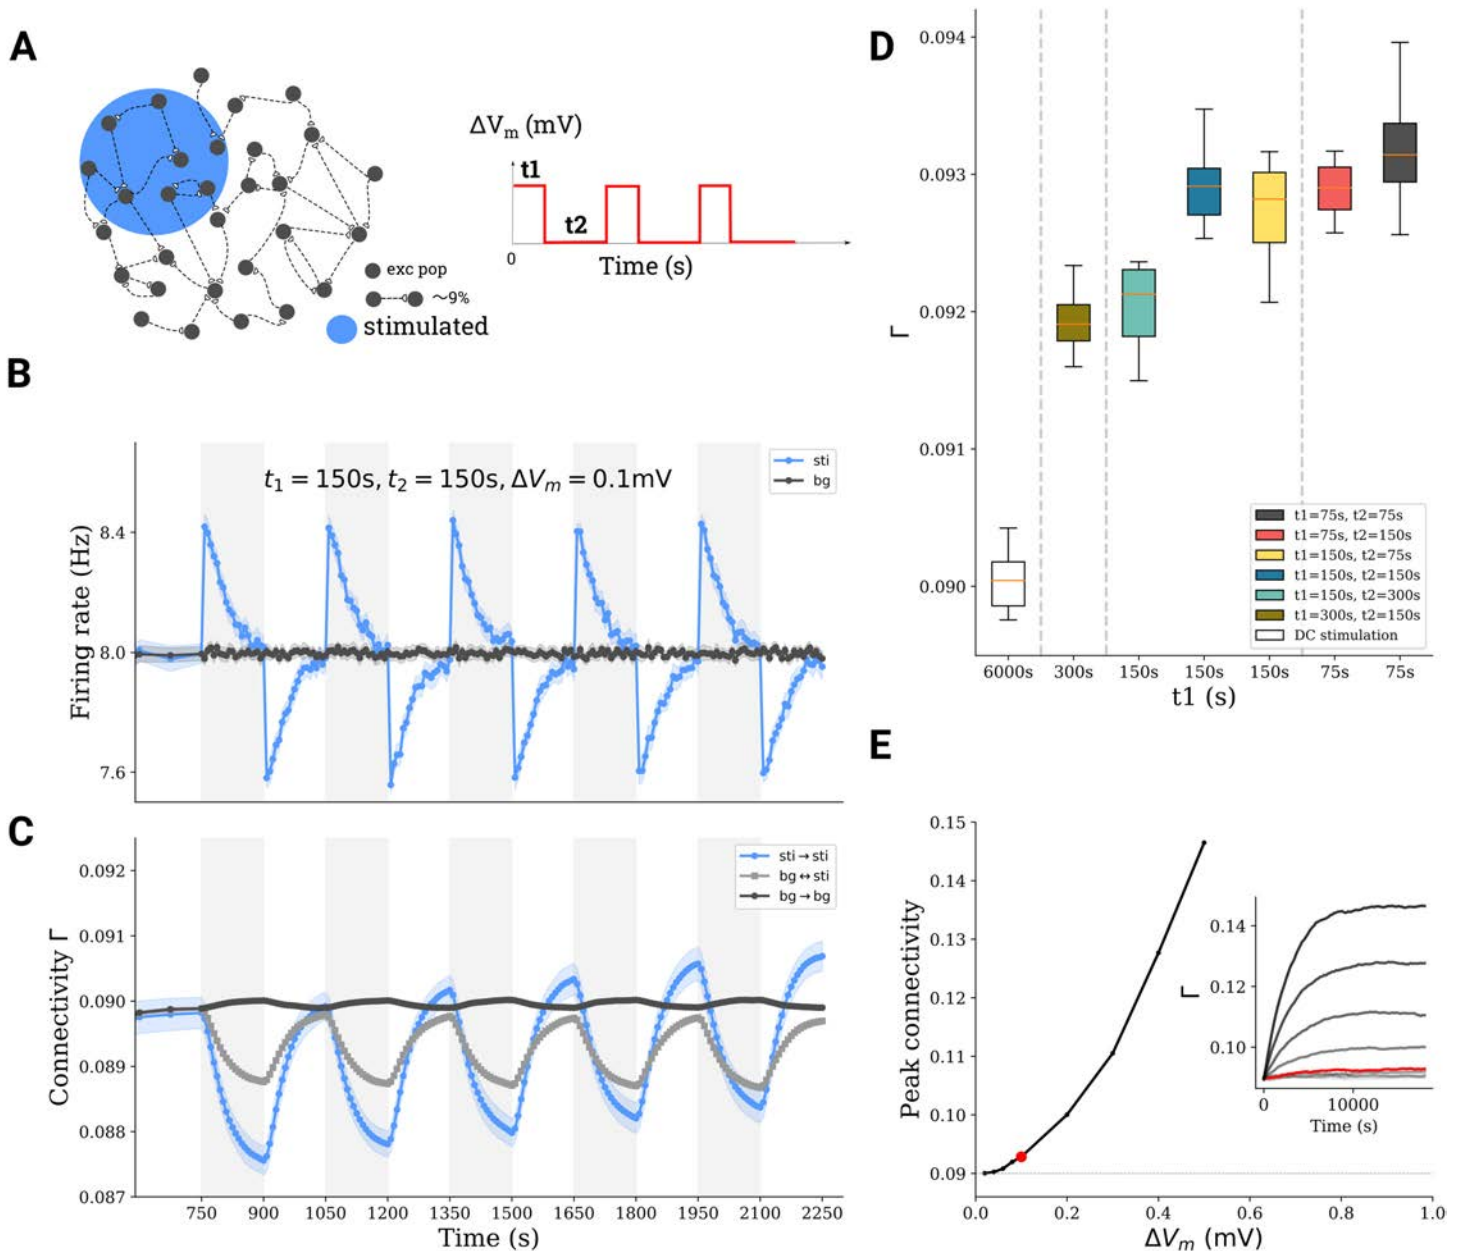 A
ΔVm (mV)
t1
t2
0
Time (s)
exc pop
~9%
stimulated
B
t1 = 150s, t2 = 150s, ΔVm = 0.1mV
sti
bg
Firing rate (Hz)
8.4
8.0
7.6
C
sti→sti
bg↔sti
bg→bg
Connectivity Γ
0.092
0.091
0.090
0.089
0.088
0.087
750 900 1050 1200 1350 1500 1650 1800 1950 2100 2250
Time (s)
D
Γ
0.094
0.093
0.092
0.091
0.090
t1=75s, t2=75s
t1=75s, t2=150s
t1=150s, t2=75s
t1=150s, t2=150s
t1=150s, t2=300s
t1=300s, t2=150s
DC stimulation
6000s 300s 150s 150s 150s 75s 75s
t1 (s)
E
Peak connectivity
0.15
0.14
0.13
0.12
0.11
0.10
0.09
0.0 0.2 0.4 0.6 0.8 1.0
ΔVm (mV)
Γ
0.14
0.12
0.10
0 10000
Time (s)